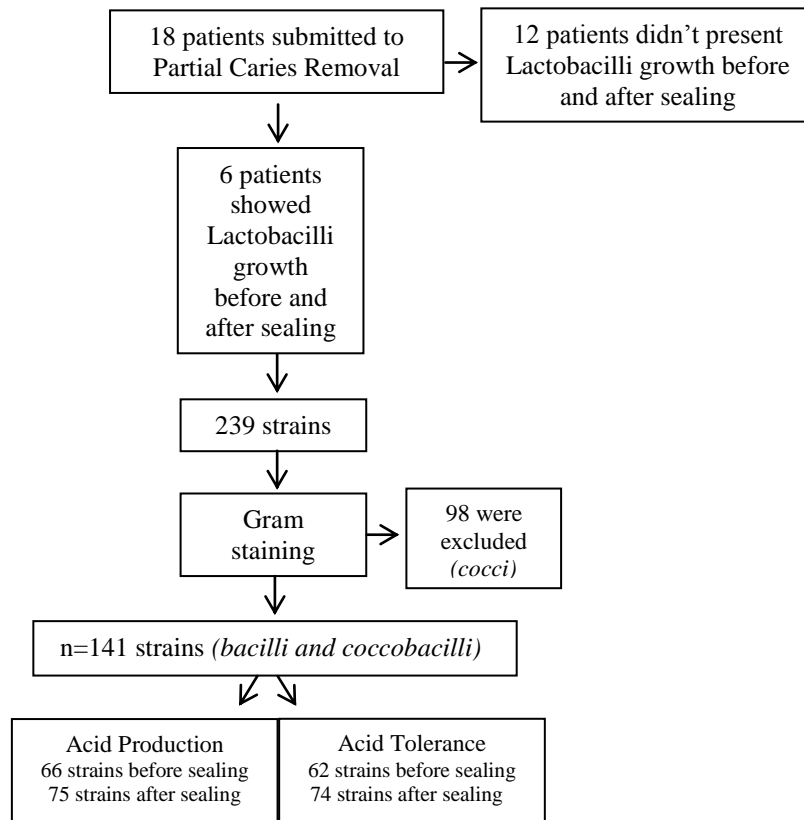 18 patients submitted to
Partial Caries Removal
12 patients didn’t present
Lactobacilli growth before
and after sealing
6 patients
showed
Lactobacilli
growth
before and
after sealing
239 strains
Gram
staining
98 were
excluded
(cocci)
n=141 strains (bacilli and coccobacilli)
Acid Production
66 strains before sealing
75 strains after sealing
Acid Tolerance
62 strains before sealing
74 strains after sealing